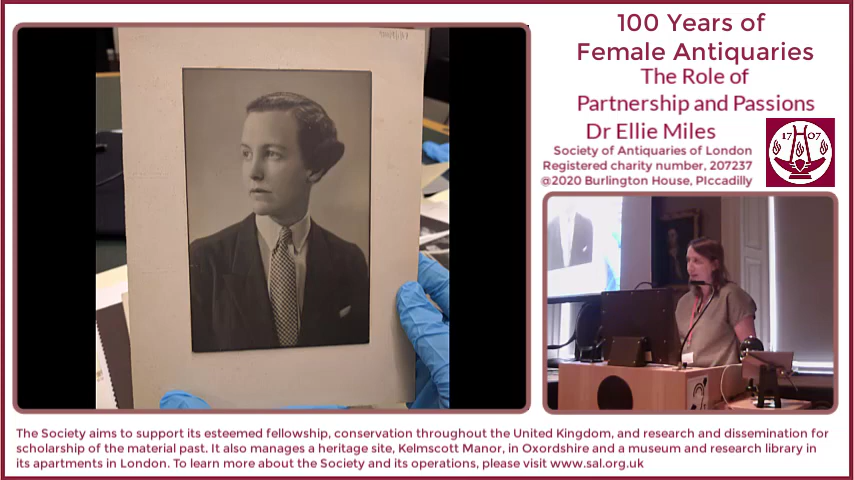 100 Years of
Female Antiquaries
The Role of
Partnership and Passions
Dr Ellie Miles
Society of Antiquaries of London
Registered charity number, 207237
@2020 Burlington House, PIccadilly
17 07
The Society aims to support its esteemed fellowship, conservation throughout the United Kingdom, and research and dissemination for
scholarship of the material past. It also manages a heritage site, Kelmscott Manor, in Oxordshire and a museum and research library in
its apartments in London. To learn more about the Society and its operations, please visit www.sal.org.uk